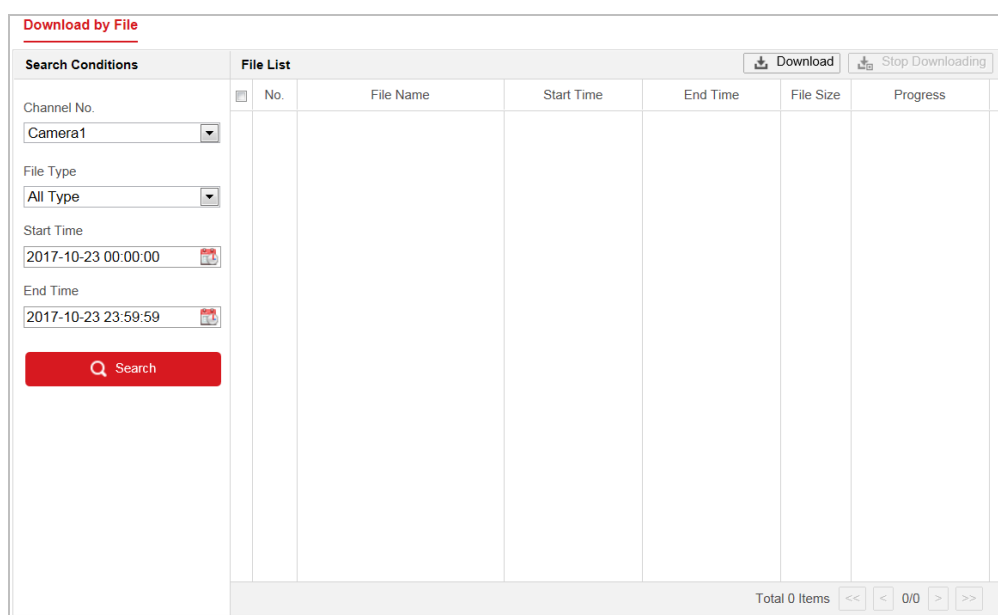 Download by File
Search Conditions
File List
Download
Stop Downloading
No.
File Name
Start Time
End Time
File Size
Progress
Channel No.
Camera1
File Type
All Type
Start Time
2017-10-23 00:00:00
End Time
2017-10-23 23:59:59
Search
Total 0 Items << < 0/0 > >>